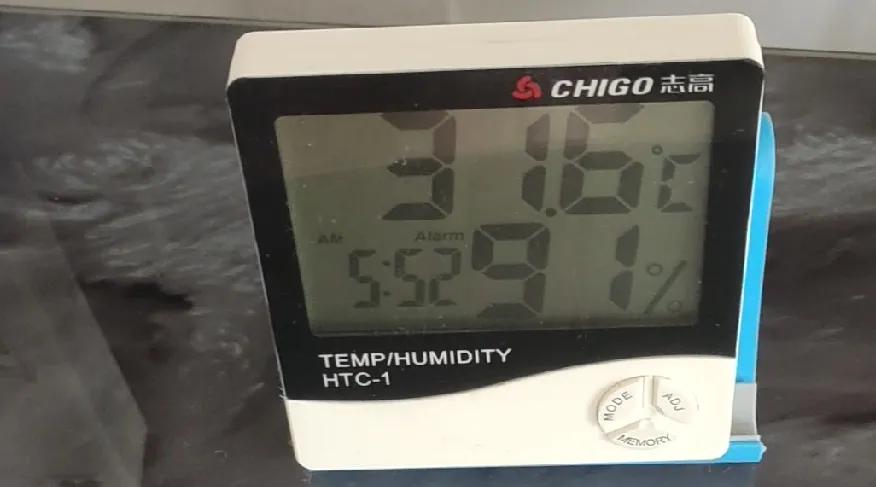 CHIGO 志高
31.6°C
AM Alarm
5:52 91%
TEMP/HUMIDITY
HTC-1
MODE ADJ
MEMORY